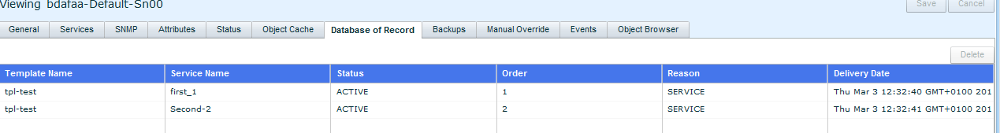 Viewing bdafaa-Default-Sn00 Save Cancel
General Services SNMP Attributes Status Object Cache Database of Record Backups Manual Override Events Object Browser
Delete
Template Name Service Name Status Order Reason Delivery Date
tpl-test first_1 ACTIVE 1 SERVICE Thu Mar 3 12:32:40 GMT+0100 201
tpl-test Second-2 ACTIVE 2 SERVICE Thu Mar 3 12:32:41 GMT+0100 201